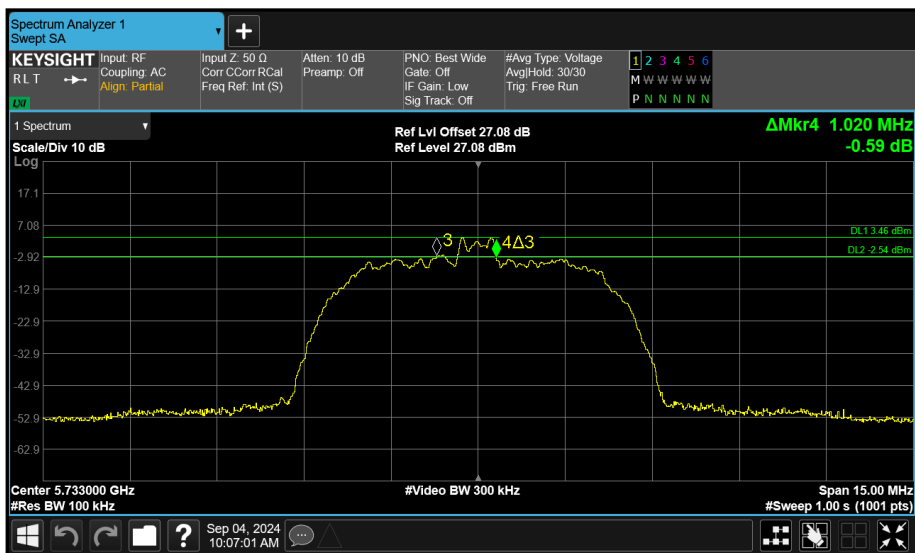 Spectrum Analyzer 1
Swept SA
KEYSIGHT
R L T
LXI
Input: RF
Coupling: AC
Align: Partial
Input Z: 50 Ω
Corr CCorr RCal
Freq Ref: Int (S)
Atten: 10 dB
Preamp: Off
PNO: Best Wide
Gate: Off
IF Gain: Low
Sig Track: Off
#Avg Type: Voltage
Avg|Hold: 30/30
Trig: Free Run
1 2 3 4 5 6
M W W W W W
P N N N N N
1 Spectrum
Scale/Div 10 dB
Ref Lvl Offset 27.08 dB
Ref Level 27.08 dBm
ΔMkr4 1.020 MHz
-0.59 dB
Log
17.1
7.08
-2.92
-12.9
-22.9
-32.9
-42.9
-52.9
-62.9
3
4Δ3
DL1 3.46 dBm
DL2 -2.54 dBm
Center 5.733000 GHz
#Res BW 100 kHz
#Video BW 300 kHz
Span 15.00 MHz
#Sweep 1.00 s (1001 pts)
?
Sep 04, 2024
10:07:01 AM